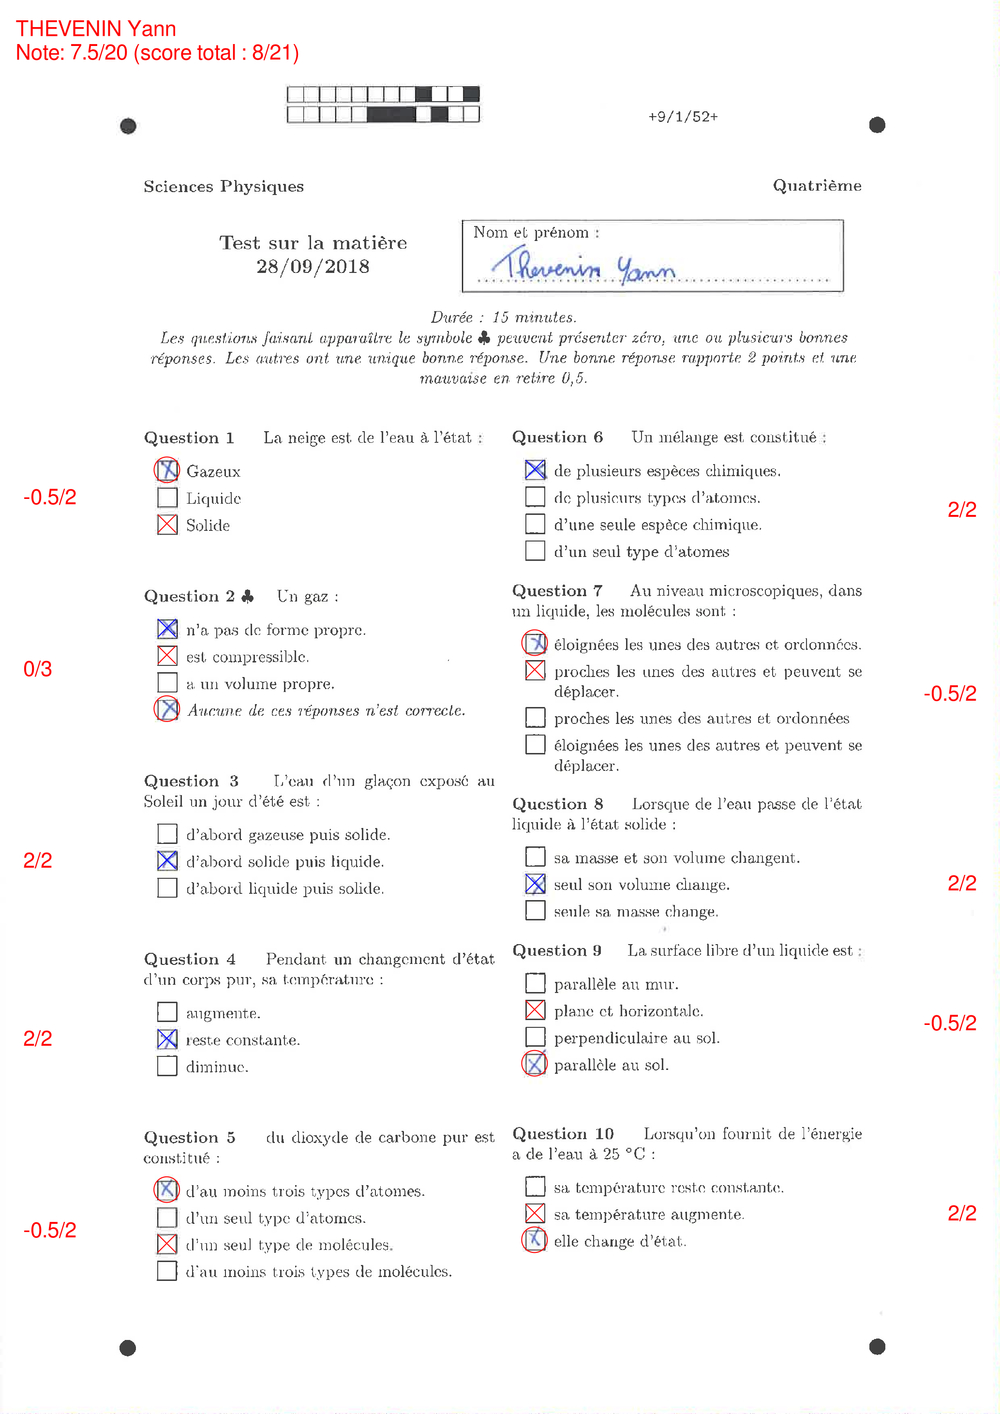 THEVENIN Yann
Note: 7.5/20 (score total : 8/21)
+9/1/52+
Sciences Physiques
Quatrième
Test sur la matière
28/09/2018
Nom et prénom :
Thevenin Yann
Durée : 15 minutes.
Les questions faisant apparaître le symbole ♣ peuvent présenter zéro, une ou plusieurs bonnes
réponses. Les autres ont une unique bonne réponse. Une bonne réponse rapporte 2 points et une
mauvaise en retire 0,5.
Question 1 La neige est de l'eau à l'état :
Gazeux
-0.5/2
Liquide
Solide
Question 2 ♣ Un gaz :
n'a pas de forme propre.
est compressible.
0/3
a un volume propre.
Aucune de ces réponses n'est correcte.
Question 3 L'eau d'un glaçon exposé au
Soleil un jour d'été est :
d'abord gazeuse puis solide.
2/2
d'abord solide puis liquide.
d'abord liquide puis solide.
Question 4 Pendant un changement d'état
d'un corps pur, sa température :
augmente.
2/2
reste constante.
diminue.
Question 5 du dioxyde de carbone pur est
constitué :
d'au moins trois types d'atomes.
d'un seul type d'atomes.
-0.5/2
d'un seul type de molécules.
d'au moins trois types de molécules.
Question 6 Un mélange est constitué :
de plusieurs espèces chimiques.
de plusieurs types d'atomes.
2/2
d'une seule espèce chimique.
d'un seul type d'atomes
Question 7 Au niveau microscopiques, dans
un liquide, les molécules sont :
éloignées les unes des autres et ordonnées.
proches les unes des autres et peuvent se
déplacer.
-0.5/2
proches les unes des autres et ordonnées
éloignées les unes des autres et peuvent se
déplacer.
Question 8 Lorsque de l'eau passe de l'état
liquide à l'état solide :
sa masse et son volume changent.
seul son volume change.
2/2
seule sa masse change.
Question 9 La surface libre d'un liquide est :
parallèle au mur.
plane et horizontale.
-0.5/2
perpendiculaire au sol.
parallèle au sol.
Question 10 Lorsqu'on fournit de l'énergie
a de l'eau à 25 °C :
sa température reste constante.
sa température augmente.
2/2
elle change d'état.